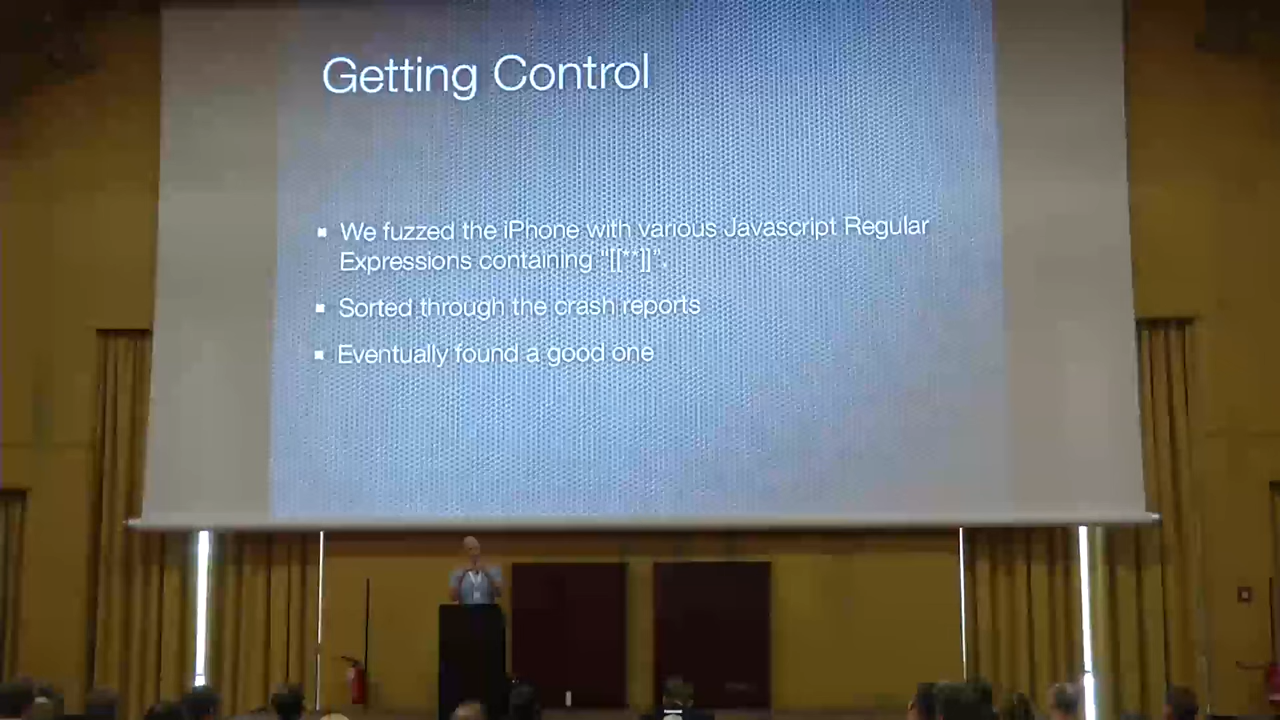 Getting Control
We fuzzed the iPhone with various Javascript Regular
Expressions containing "[[**]]".
Sorted through the crash reports
Eventually found a good one